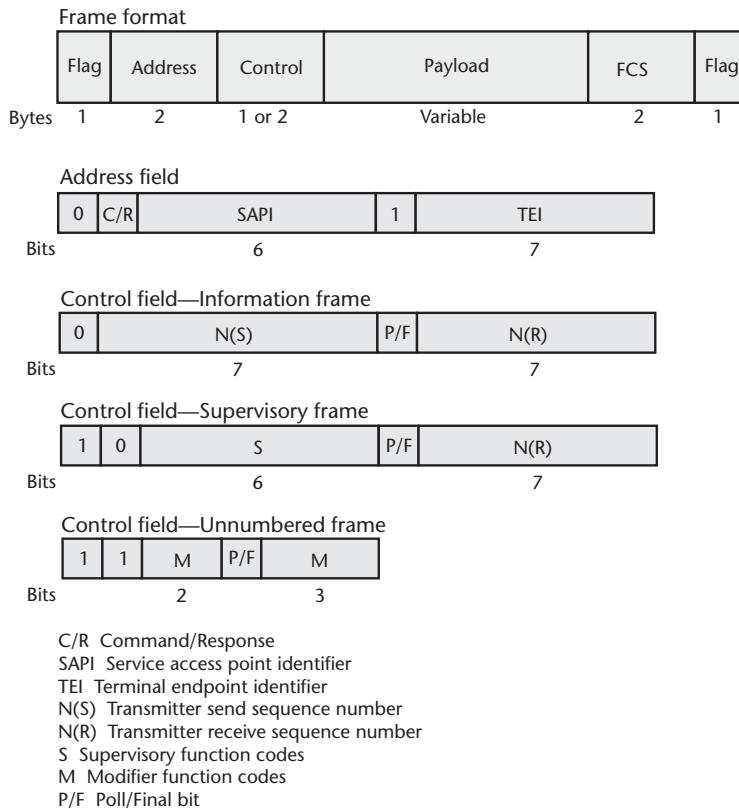 Frame format
Flag Address Control Payload FCS Flag
Bytes 1 2 1 or 2 Variable 2 1
Address field
0 C/R SAPI 1 TEI
Bits 6 7
Control field—Information frame
0 N(S) P/F N(R)
Bits 7 7
Control field—Supervisory frame
1 0 S P/F N(R)
Bits 6 7
Control field—Unnumbered frame
1 1 M P/F M
Bits 2 3
C/R Command/Response
SAPI Service access point identifier
TEI Terminal endpoint identifier
N(S) Transmitter send sequence number
N(R) Transmitter receive sequence number
S Supervisory function codes
M Modifier function codes
P/F Poll/Final bit